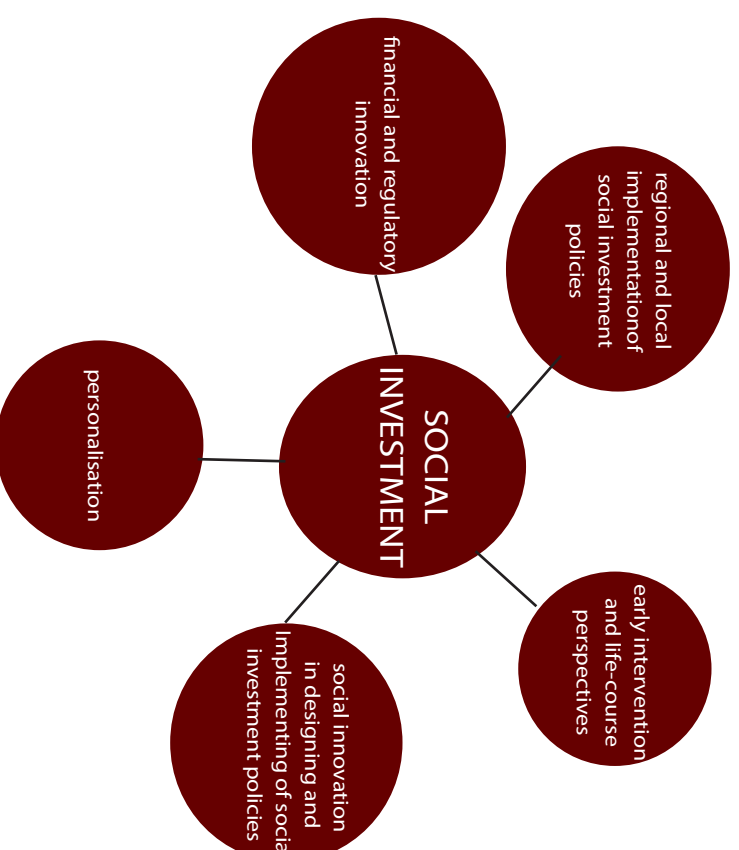 regional and local
implementationof
social investment
policies
early intervention
and life-course
perspectives
SOCIAL
INVESTMENT
financial and regulatory
innovation
social innovation
in designing and
Implementing of socia
investment policies
personalisation